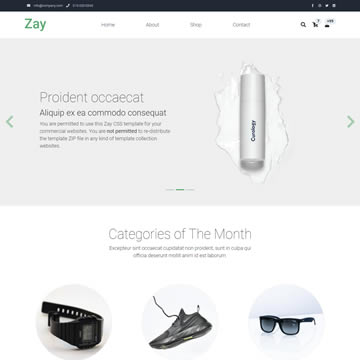 info@company.com 010-020-0340
Zay
Home About Shop Contact
7
+99
Proident occaecat
Aliquip ex ea commodo consequat
You are permitted to use this Zay CSS template for your
commercial websites. You are not permitted to re-distribute
the template ZIP file in any kind of template collection
websites.
Curology
Categories of The Month
Excepteur sint occaecat cupidatat non proident, sunt in culpa qui
officia deserunt mollit anim id est laborum.